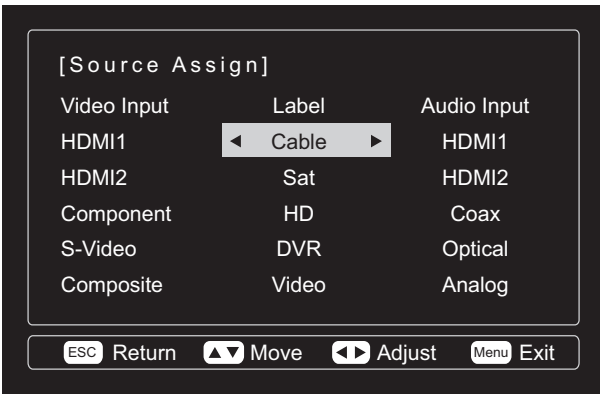 [Source Assign]
Video Input Label Audio Input
HDMI1 Cable HDMI1
HDMI2 Sat HDMI2
Component HD Coax
S-Video DVR Optical
Composite Video Analog
ESC Return Move Adjust Menu Exit